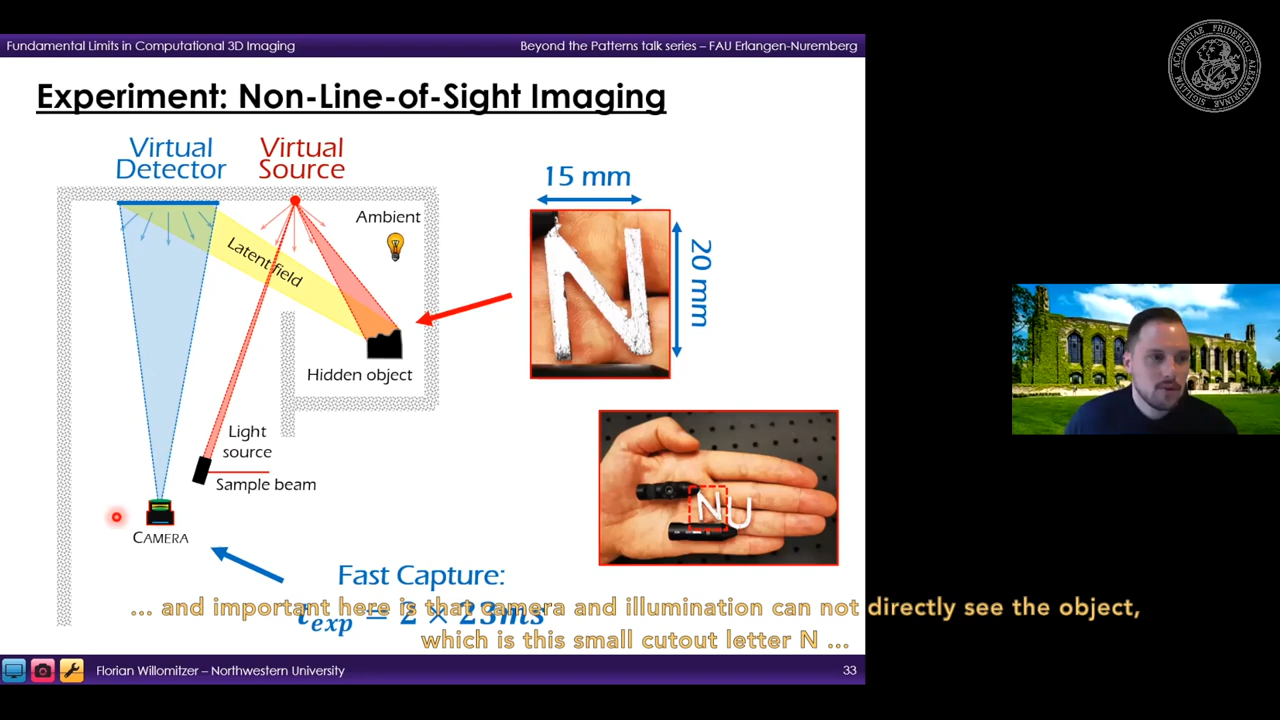 Fundamental Limits in Computational 3D Imaging
Beyond the Patterns talk series – FAU Erlangen-Nuremberg
Experiment: Non-Line-of-Sight Imaging
Virtual
Detector
Virtual
Source
Ambient
Latent field
Hidden object
Light
source
Sample beam
CAMERA
15 mm
20 mm
N
NU
Fast Capture:
t_exp = 2 × 23ms
... and important here is that camera and illumination can not directly see the object,
which is this small cutout letter N ...
Florian Willomitzer – Northwestern University
33